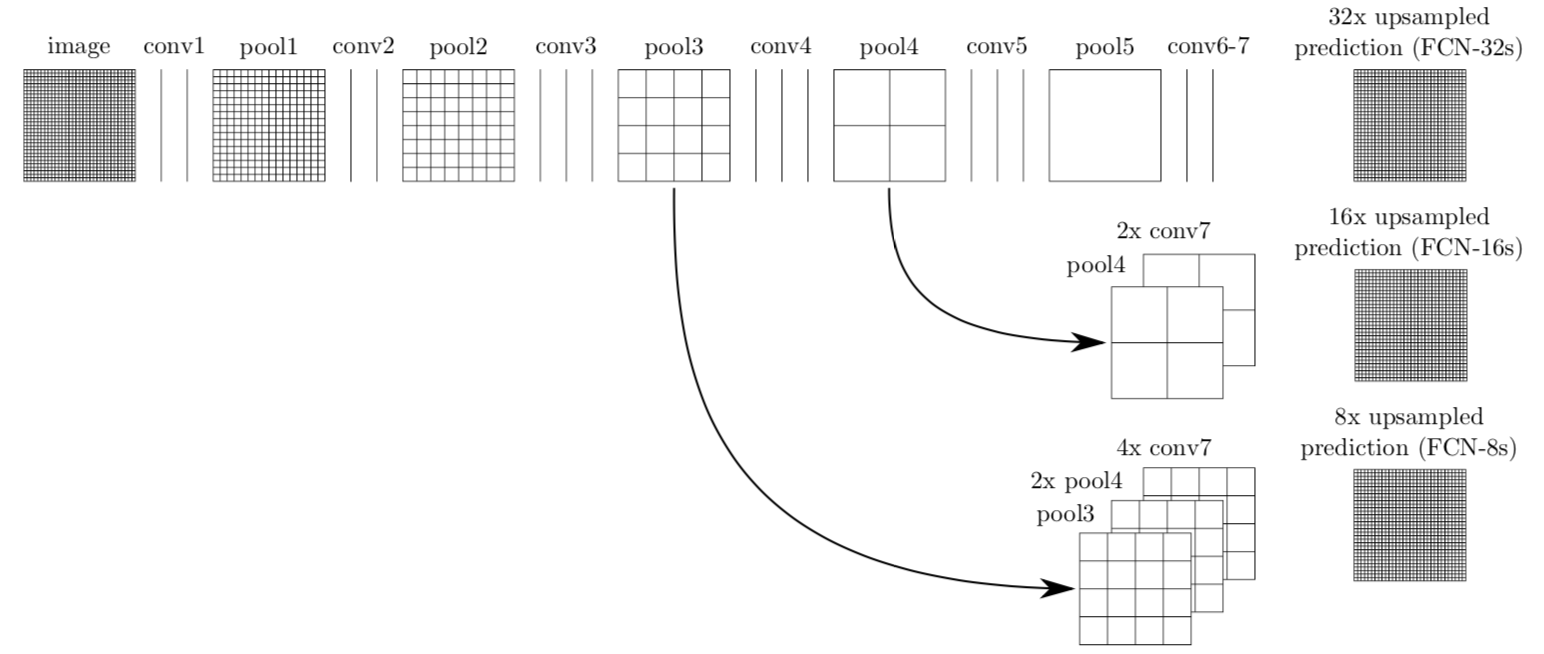 image conv1 pool1 conv2 pool2 conv3 pool3 conv4 pool4 conv5 pool5 conv6-7
32x upsampled
prediction (FCN-32s)
16x upsampled
prediction (FCN-16s)
2x conv7
pool4
8x upsampled
prediction (FCN-8s)
4x conv7
2x pool4
pool3